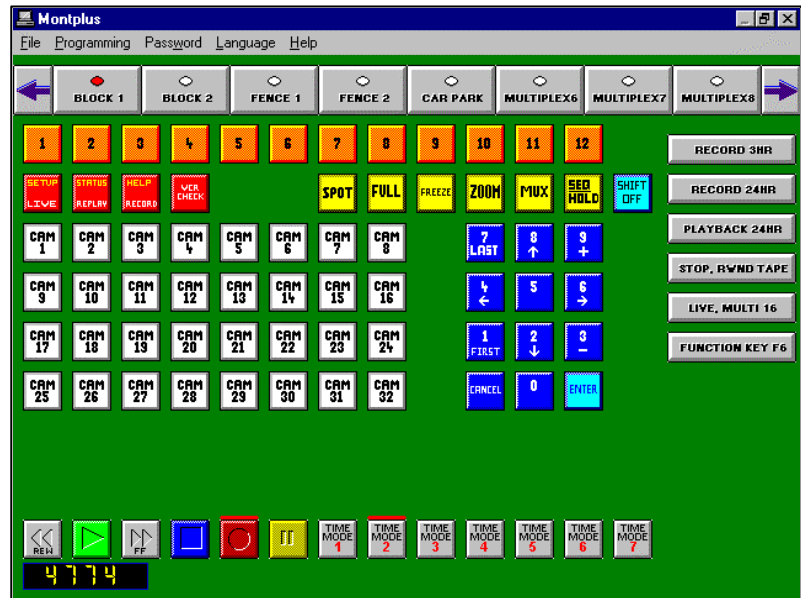 Montplus
File Programming Password Language Help
BLOCK 1 BLOCK 2 FENCE 1 FENCE 2 CAR PARK MULTIPLEX6 MULTIPLEX7 MULTIPLEX8
1 2 3 4 5 6 7 8 9 10 11 12
RECORD 3HR
SETUP LIVE STATUS REPLAY HELP RECORD VCR CHECK SPOT FULL FREEZE ZOOM MUX SEQ HOLD SHIFT OFF
RECORD 24HR
CAM 1 CAM 2 CAM 3 CAM 4 CAM 5 CAM 6 CAM 7 CAM 8 7 LAST 8 ↑ 9 +
PLAYBACK 24HR
STOP, RWND TAPE
CAM 9 CAM 10 CAM 11 CAM 12 CAM 13 CAM 14 CAM 15 CAM 16 4 ← 5 6 →
LIVE, MULTI 16
CAM 17 CAM 18 CAM 19 CAM 20 CAM 21 CAM 22 CAM 23 CAM 24 1 FIRST 2 ↓ 3 −
FUNCTION KEY F6
CAM 25 CAM 26 CAM 27 CAM 28 CAM 29 CAM 30 CAM 31 CAM 32 CANCEL 0 ENTER
REW FF TIME MODE 1 TIME MODE 2 TIME MODE 3 TIME MODE 4 TIME MODE 5 TIME MODE 6 TIME MODE 7
4774